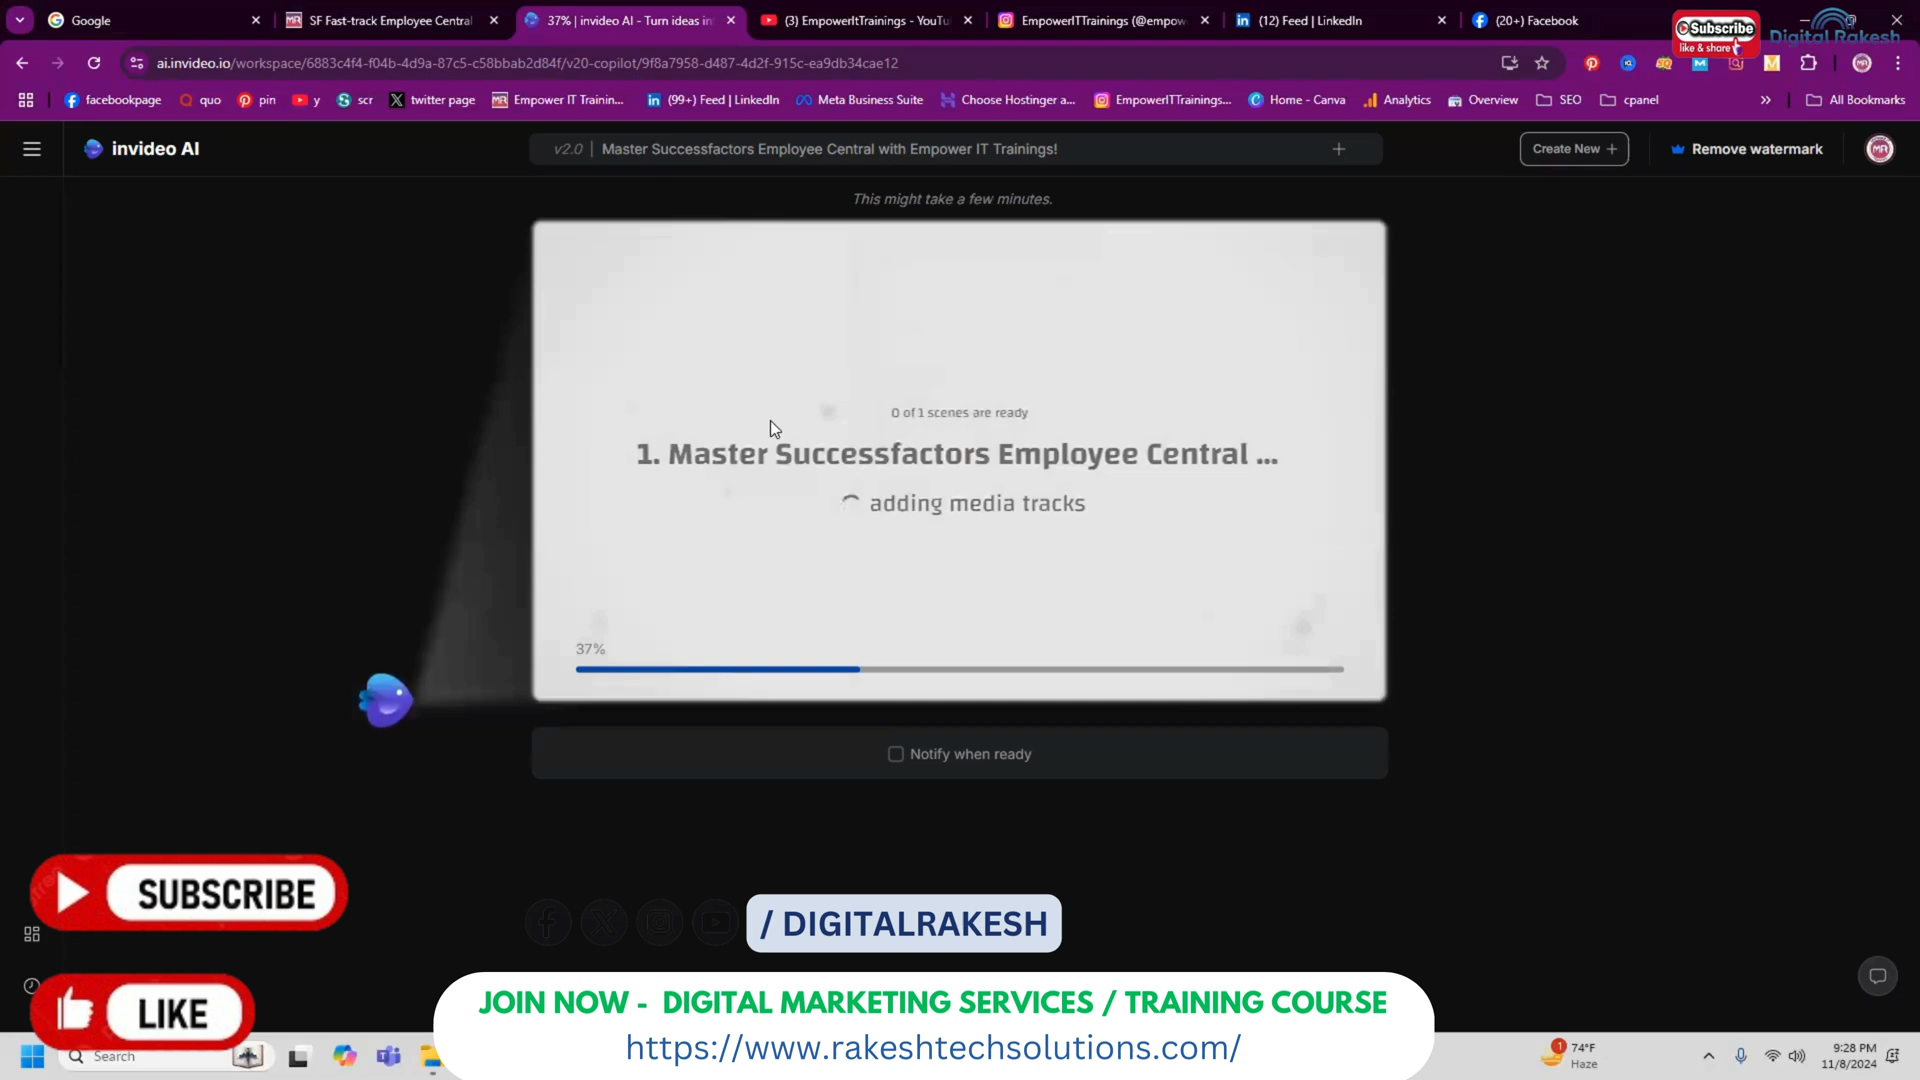 Google
SF Fast-track Employee Central
37% | invideo AI - Turn ideas in
(3) EmpowerItTrainings - YouTu
EmpowerITTrainings (@empow
(12) Feed | LinkedIn
(20+) Facebook
Subscribe
like & share
Digital Rakesh
ai.invideo.io/workspace/6883c4f4-f04b-4d9a-87c5-c58bbab2d84f/v20-copilot/9f8a7958-d487-4d2f-915c-ea9db34cae12
facebookpage
quo
pin
y
scr
twitter page
Empower IT Trainin...
(99+) Feed | LinkedIn
Meta Business Suite
Choose Hostinger a...
EmpowerITTrainings...
Home - Canva
Analytics
Overview
SEO
cpanel
All Bookmarks
invideo AI
v2.0 | Master Successfactors Employee Central with Empower IT Trainings!
Create New +
Remove watermark
This might take a few minutes.
0 of 1 scenes are ready
1. Master Successfactors Employee Central ...
adding media tracks
37%
Notify when ready
SUBSCRIBE
/ DIGITALRAKESH
LIKE
JOIN NOW - DIGITAL MARKETING SERVICES / TRAINING COURSE
https://www.rakeshtechsolutions.com/
Search
1
74°F
Haze
9:28 PM
11/8/2024